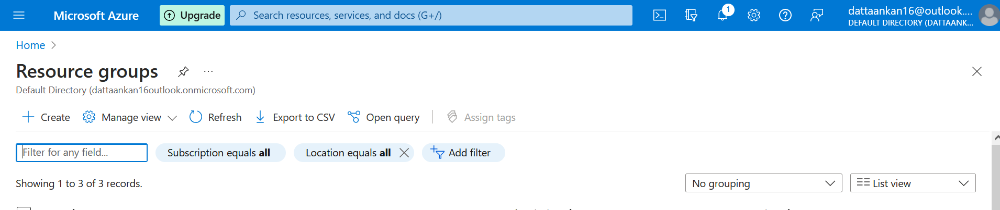 Microsoft Azure
Upgrade
Search resources, services, and docs (G+/)
1
dattaankan16@outlook....
DEFAULT DIRECTORY (DATTAANK...
Home
Resource groups
...
Default Directory (dattaankan16outlook.onmicrosoft.com)
Create
Manage view
Refresh
Export to CSV
Open query
Assign tags
Filter for any field...
Subscription equals all
Location equals all
Add filter
Showing 1 to 3 of 3 records.
No grouping
List view